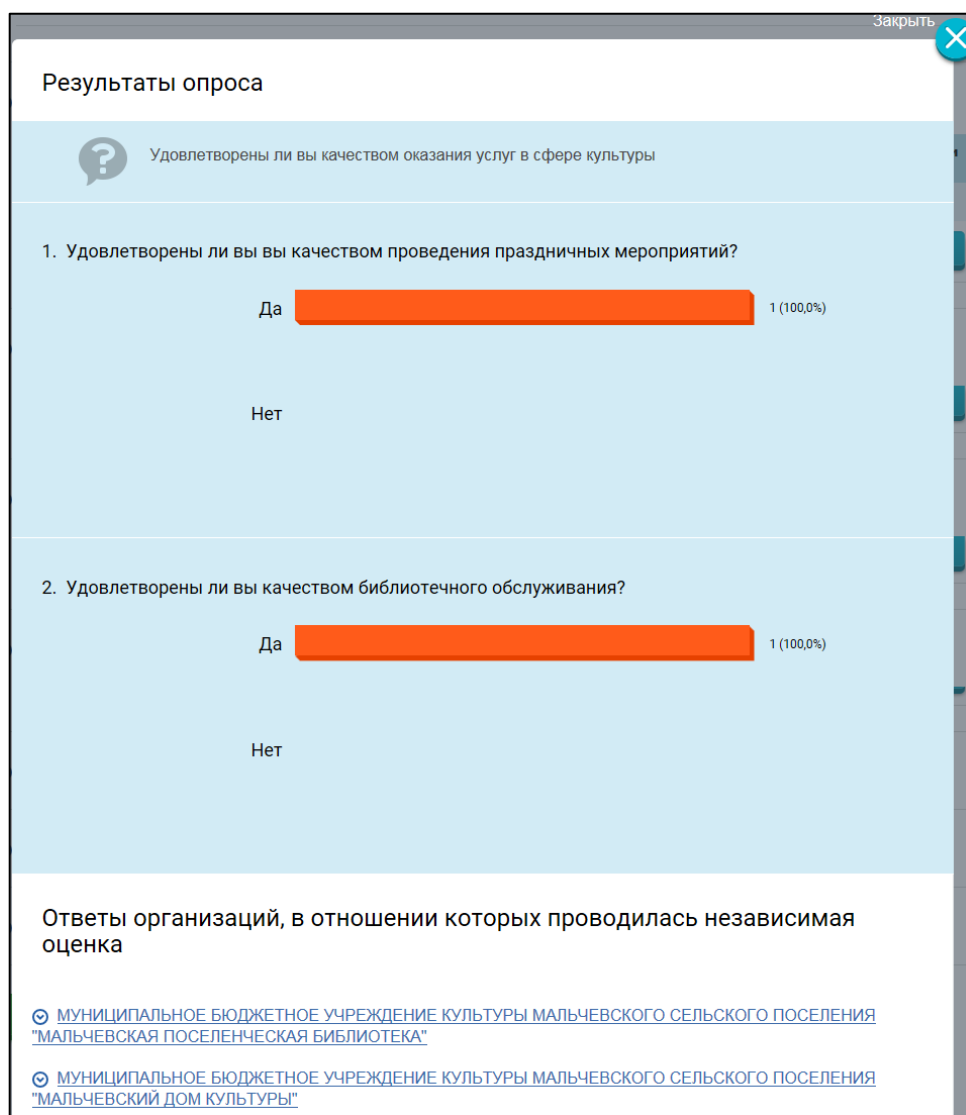 Закрыть
Результаты опроса
Удовлетворены ли вы качеством оказания услуг в сфере культуры
1. Удовлетворены ли вы вы качеством проведения праздничных мероприятий?
Да 1 (100,0%)
Нет
2. Удовлетворены ли вы качеством библиотечного обслуживания?
Да 1 (100,0%)
Нет
Ответы организаций, в отношении которых проводилась независимая
оценка
МУНИЦИПАЛЬНОЕ БЮДЖЕТНОЕ УЧРЕЖДЕНИЕ КУЛЬТУРЫ МАЛЬЧЕВСКОГО СЕЛЬСКОГО ПОСЕЛЕНИЯ
"МАЛЬЧЕВСКАЯ ПОСЕЛЕНЧЕСКАЯ БИБЛИОТЕКА"
МУНИЦИПАЛЬНОЕ БЮДЖЕТНОЕ УЧРЕЖДЕНИЕ КУЛЬТУРЫ МАЛЬЧЕВСКОГО СЕЛЬСКОГО ПОСЕЛЕНИЯ
"МАЛЬЧЕВСКИЙ ДОМ КУЛЬТУРЫ"